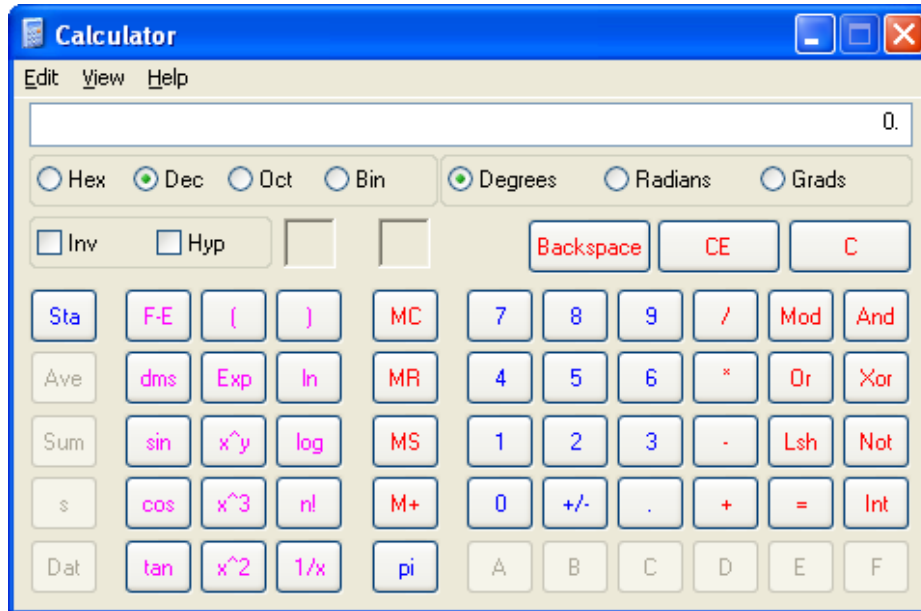 Calculator
Edit View Help
0.
Hex Dec Oct Bin Degrees Radians Grads
Inv Hyp Backspace CE C
Sta F-E ( ) MC 7 8 9 / Mod And
Ave dms Exp ln MR 4 5 6 * Or Xor
Sum sin x^y log MS 1 2 3 - Lsh Not
s cos x^3 n! M+ 0 +/- . + = Int
Dat tan x^2 1/x pi A B C D E F